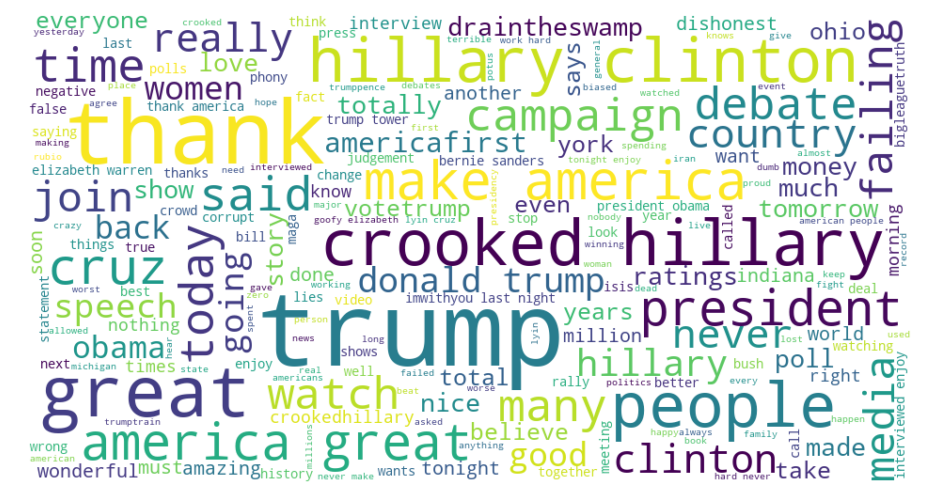 everyone
yesterday
crooked
last
really
think
interview
press
draintheswamp
dishonest
knows
give
ohio
time
polls
love
hillary clinton
says
general
failing
bigleaguetruth
negative
phony
women
terrible
work hard
potus
trumppence
debates
biased
watched
event
another
debate
false
place
agree
hope
fact
thank
thank america
trump tower
totally
campaign
first
spending
country
saying
making
rubio
americafirst
york
tonight enjoy
iran
almost
want
money
elizabeth warren
thanks
need
interviewed
judgement
bernie sanders
change
make america
dumb
proud
much
join
show
said
know
votetrump
even
presidency
tomorrow
crowd
major
president obama
american people
back
corrupt
goofy elizabeth
lyin cruz
stop
nobody
year
live
called
morning
record
crazy
things
true
bill
maga
story
look
winning
woman
crooked hillary
soon
cruz
today
going
done
isis
dead
donald trump
ratings
indiana
keep
fight
deal
worst
best
gave
zero
working
lies
imwithyou last night
statement
speech
nothing
spent
video
trump
person
years
million
president
allowed
hear
news
long
lyin
never
lost
world
used
obama
shows
hillary
poll
watching
next
michigan
times
state
enjoy
real
americans
well
failed
total
worse
rally
bush
right
politics
better
every
great
watch
beat
nice
many
people
media
interviewed enjoy
trumptrain
crookedhillary
asked
happy
always
book
family
call
happen
wrong
american
america great
believe
anything
good
meeting
clinton
made
wonderful
must
amazing
history
millions
never make
wants
tonight
together
hard never
take